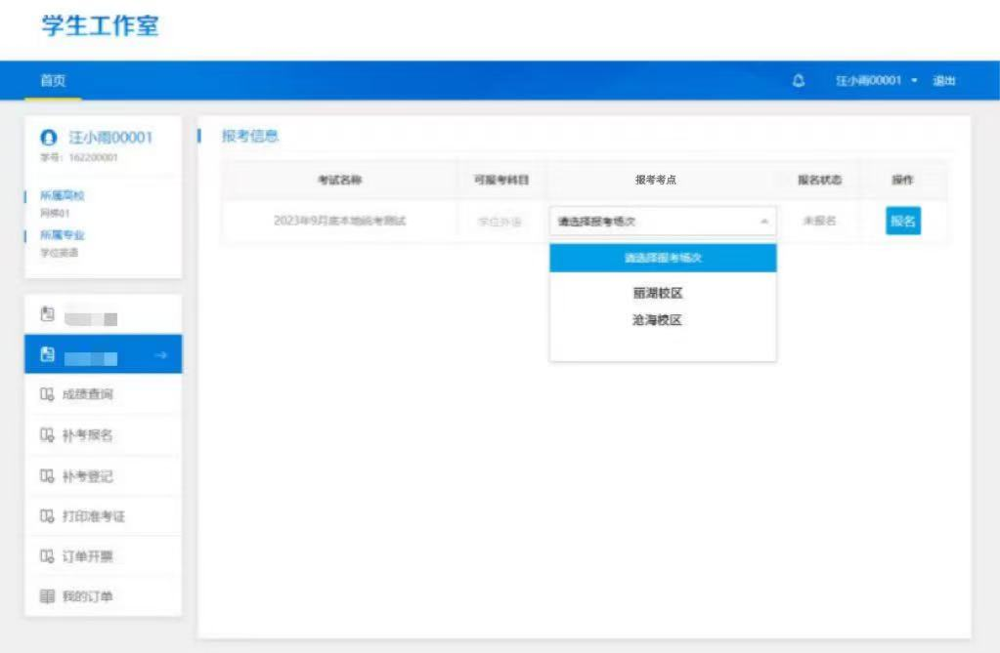 学生工作室
首页
汪小雨00001 退出
汪小雨00001
学号：162200001
所属高校
网梯01
所属专业
学位英语
成绩查询
补考报名
补考登记
打印准考证
订单开票
我的订单
报考信息
考试名称 可报考科目 报考考点 报名状态 操作
2023年9月底本地统考测试 学位外语 请选择报考场次 未报名 报名
请选择报考场次
丽湖校区
沧海校区